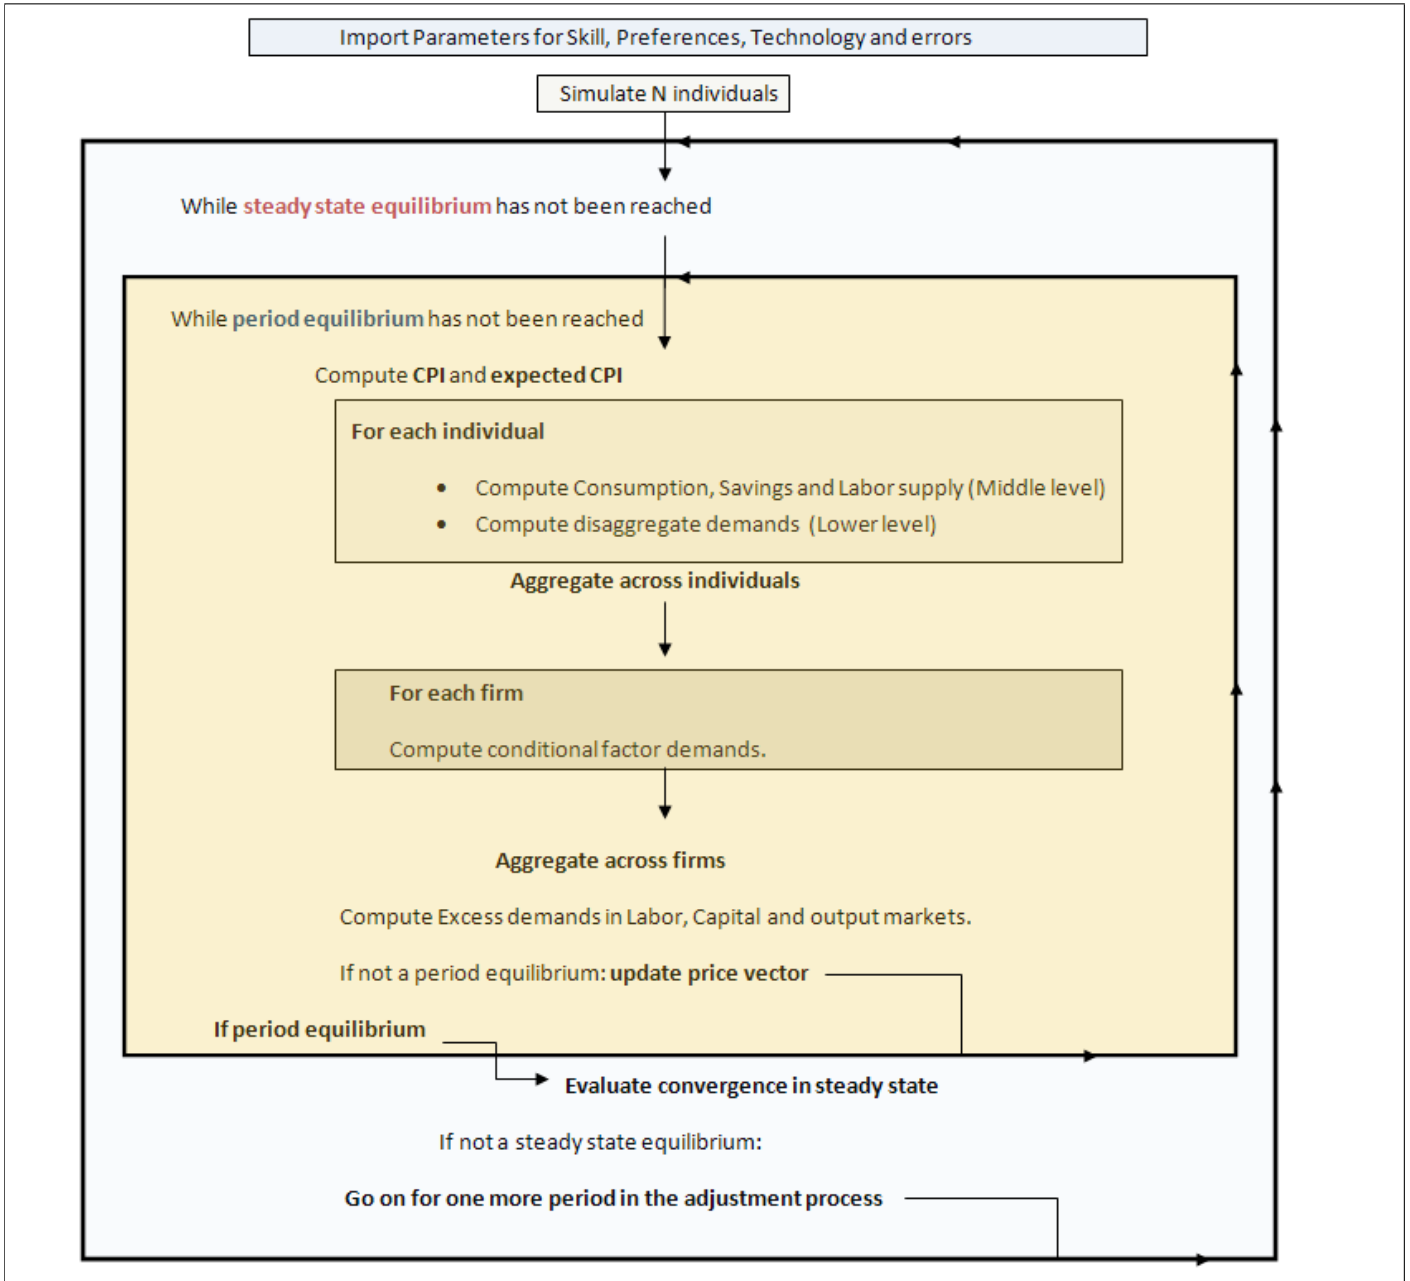 Import Parameters for Skill, Preferences, Technology and errors
Simulate N individuals
While steady state equilibrium has not been reached
While period equilibrium has not been reached
Compute CPI and expected CPI
For each individual
• Compute Consumption, Savings and Labor supply (Middle level)
• Compute disaggregate demands (Lower level)
Aggregate across individuals
For each firm
Compute conditional factor demands.
Aggregate across firms
Compute Excess demands in Labor, Capital and output markets.
If not a period equilibrium: update price vector
If period equilibrium
Evaluate convergence in steady state
If not a steady state equilibrium:
Go on for one more period in the adjustment process